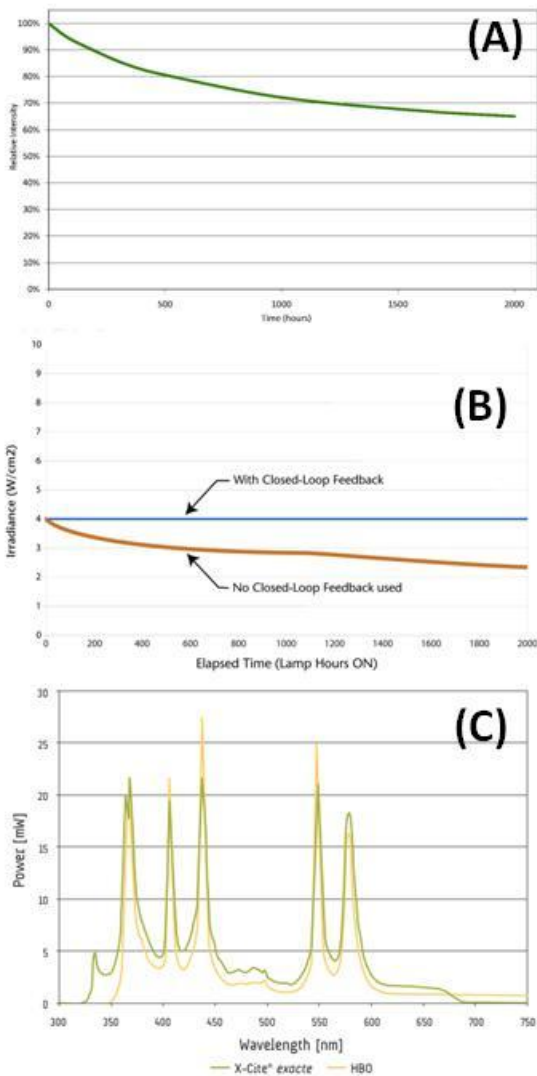 (A)
Relative Intensity
100%
90%
80%
70%
60%
50%
40%
30%
20%
10%
0%
0 500 1000 1500 2000
Time (hours)
(B)
Irradiance (W/cm2)
10
9
8
7
6
5
4
3
2
1
0
With Closed-Loop Feedback
No Closed-Loop Feedback used
0 200 400 600 800 1000 1200 1400 1600 1800 2000
Elapsed Time (Lamp Hours ON)
(C)
Power [mW]
30
25
20
15
10
5
0
300 350 400 450 500 550 600 650 700 750
Wavelength [nm]
X-Cite® exacte HBO